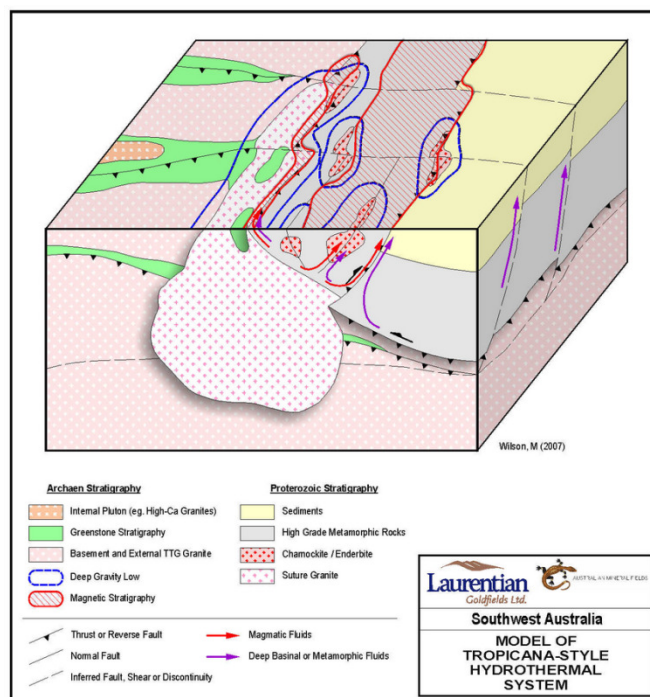 Wilson, M (2007)
Archaen Stratigraphy
Internal Pluton (eg. High-Ca Granites)
Greenstone Stratigraphy
Basement and External TTG Granite
Deep Gravity Low
Magnetic Stratigraphy
Proterozoic Stratigraphy
Sediments
High Grade Metamorphic Rocks
Charnockite / Enderbite
Suture Granite
Thrust or Reverse Fault
Normal Fault
Inferred Fault, Shear or Discontinuity
Magmatic Fluids
Deep Basinal or Metamorphic Fluids
Laurentian
Goldfields Ltd.
AUSTRALIAN MINERAL FIELDS
Southwest Australia
MODEL OF
TROPICANA-STYLE
HYDROTHERMAL
SYSTEM